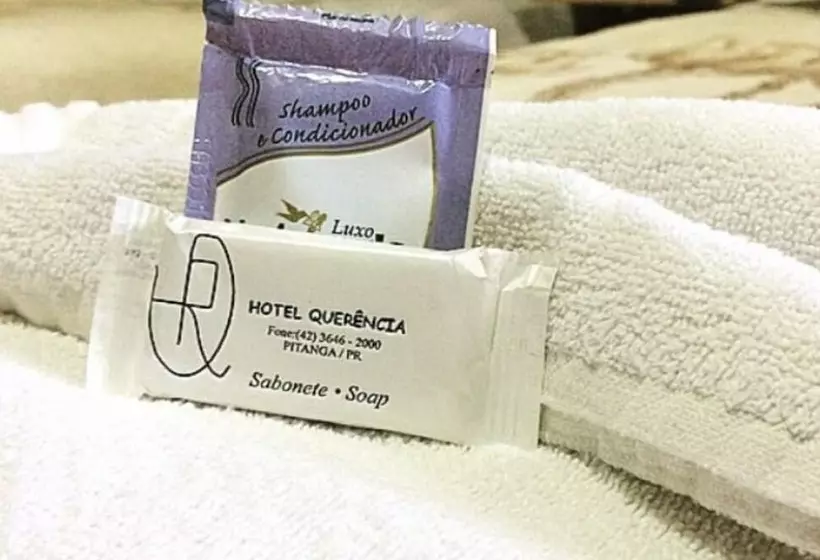 Shampoo
e Condicionador
Luxo
HOTEL QUERÊNCIA
Fone:(42) 3646 - 2000
PITANGA / PR
Sabonete • Soap